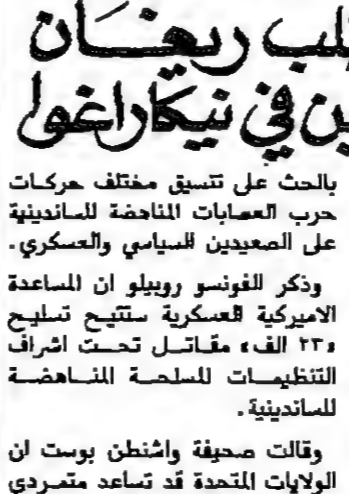 ريغان
ين في نيكاراغوا
بالحث على تنسيق مختلف حركات
حرب العصابات المناهضة للساندينية
على الصعيدين السياسي والعسكري.
وذكر الفونسو روبيلو ان المساعدة
الاميركية العسكرية ستتيح تسليح
«٢٣ الف» مقاتل تحت اشراف
التنظيمات المسلحة المناهضة
للساندينية.
وقالت صحيفة واشنطن بوست ان
الولايات المتحدة قد تساعد متمردي